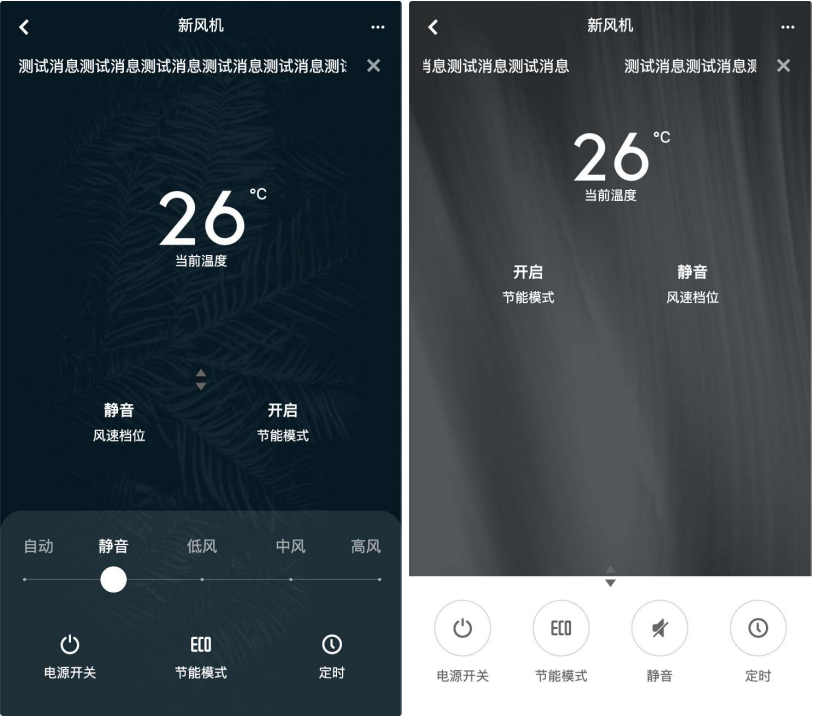 新风机
测试消息测试消息测试消息测试消息测试消息测
26 °C
当前温度
静音 开启
风速档位 节能模式
自动 静音 低风 中风 高风
ECO
电源开关 节能模式 定时
新风机
息测试消息测试消息 测试消息测试消息
26 °C
当前温度
开启 静音
节能模式 风速档位
ECO
电源开关 节能模式 静音 定时